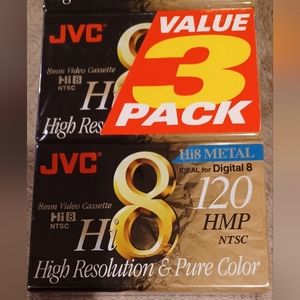 JVC
8mm Video Cassette
Hi8
NTSC
Hi8
High Resol
VALUE
3
PACK
JVC
8mm Video Cassette
Hi8
NTSC
Hi8
Hi8 METAL
IDEAL for Digital 8
120
HMP
NTSC
High Resolution & Pure Color